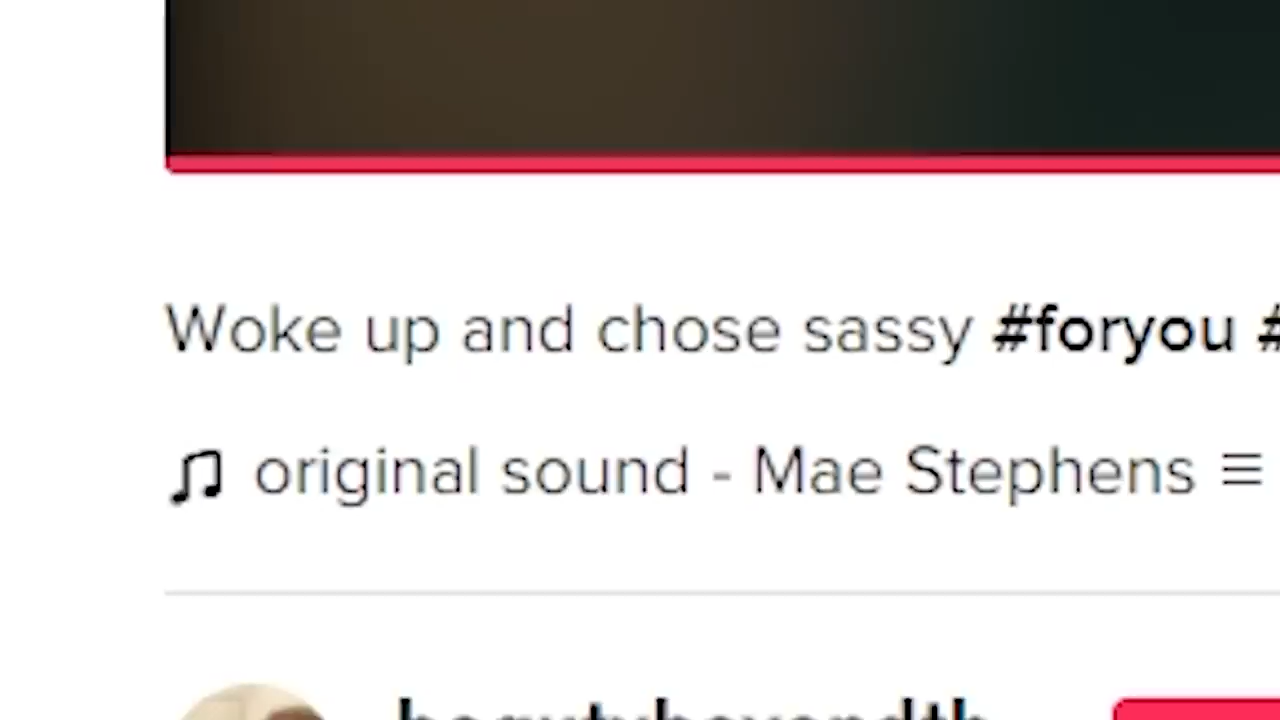 Woke up and chose sassy #foryou #
♫ original sound - Mae Stephens ≡